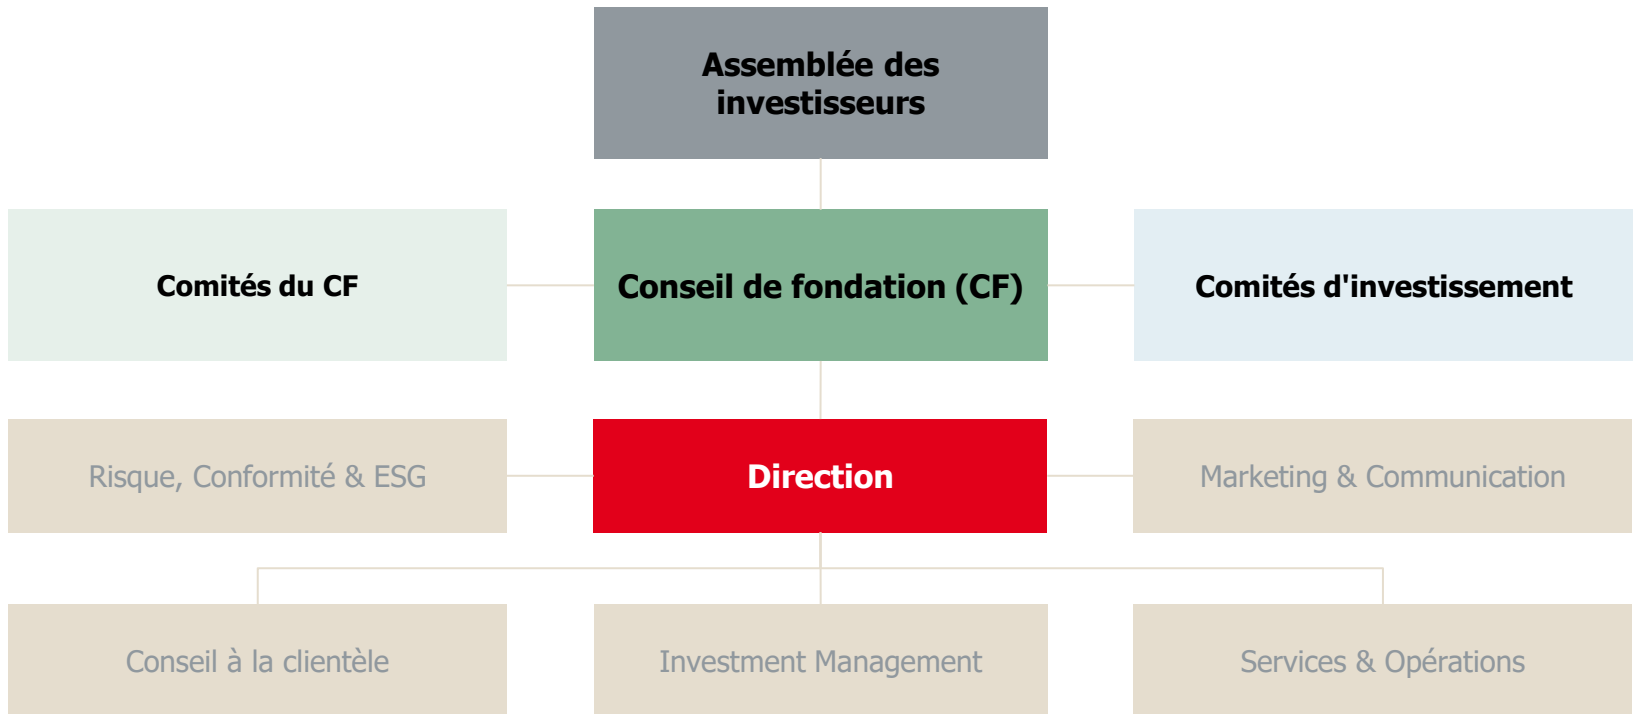 Assemblée des
investisseurs
Comités du CF
Conseil de fondation (CF)
Comités d'investissement
Risque, Conformité & ESG
Direction
Marketing & Communication
Conseil à la clientèle
Investment Management
Services & Opérations